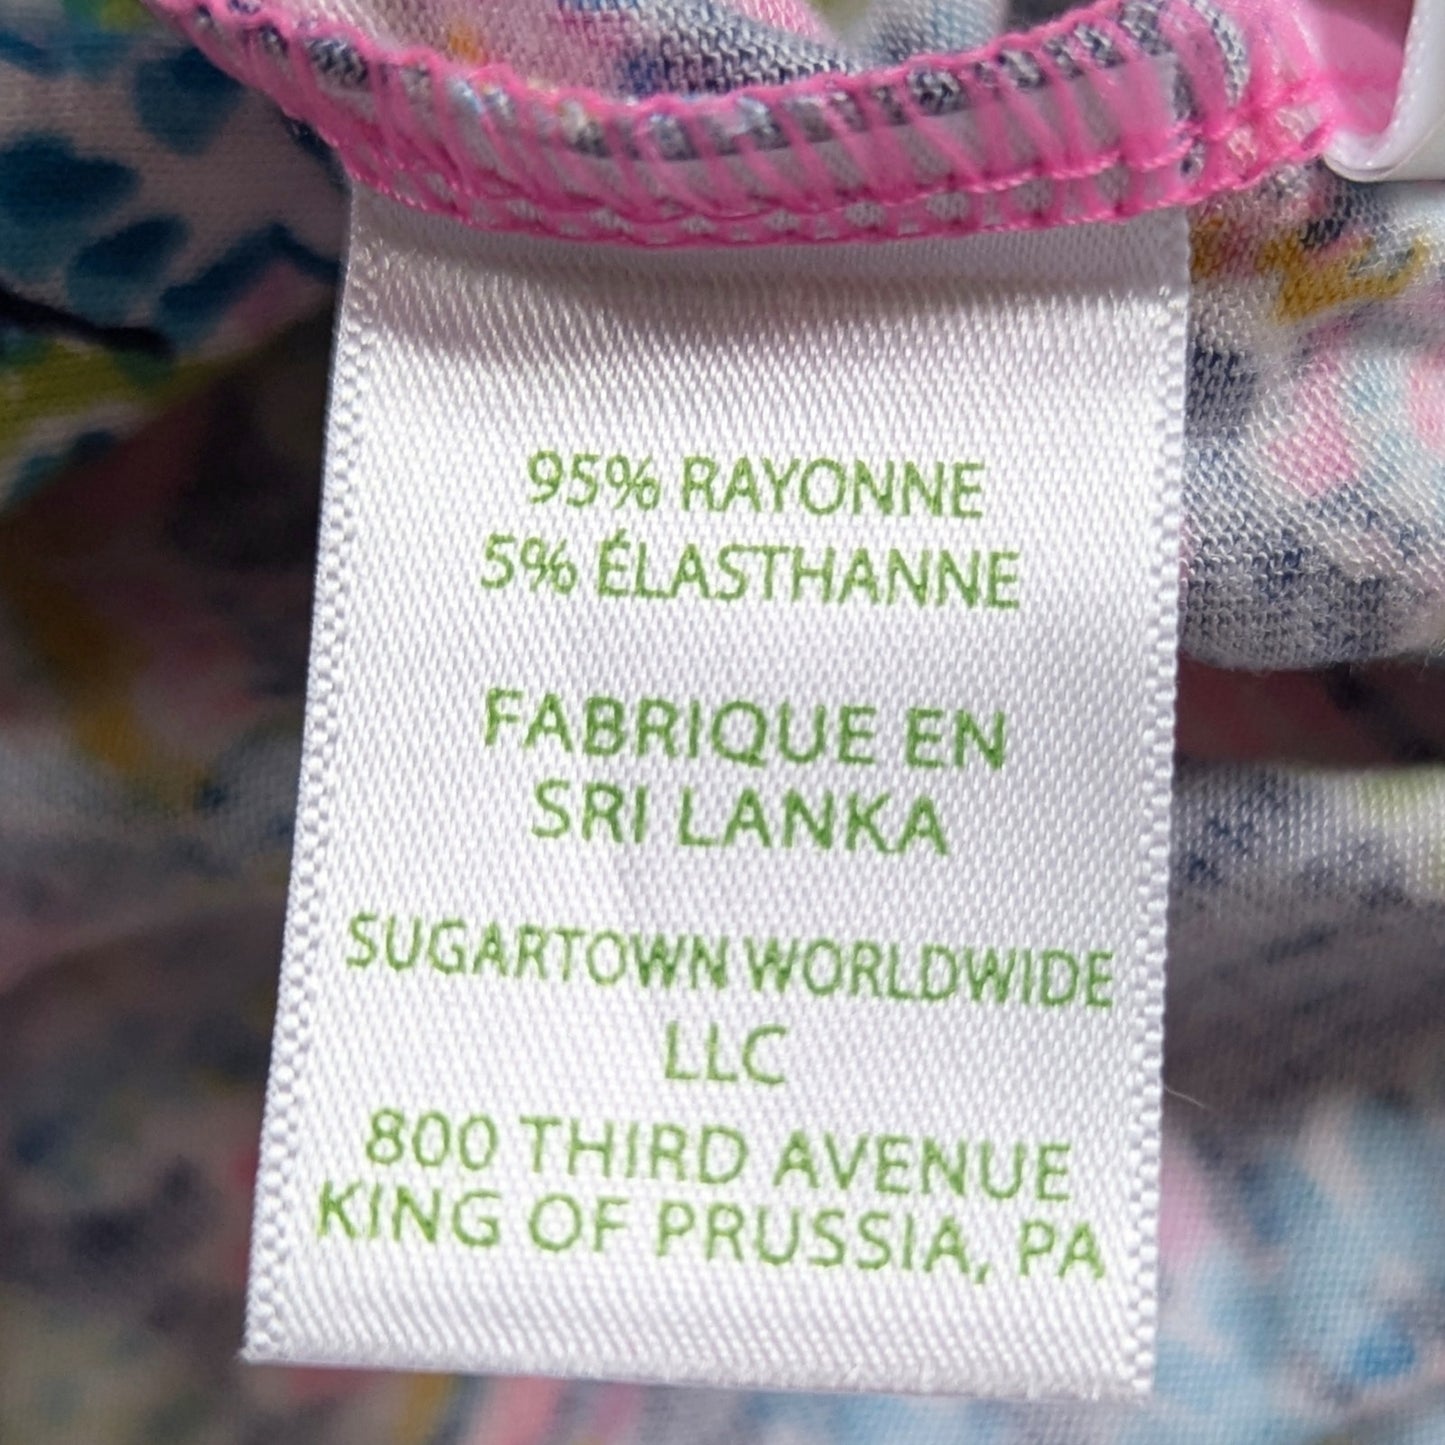 95% RAYONNE
5% ÉLASTHANNE
FABRIQUE EN
SRI LANKA
SUGARTOWN WORLDWIDE
LLC
800 THIRD AVENUE
KING OF PRUSSIA, PA